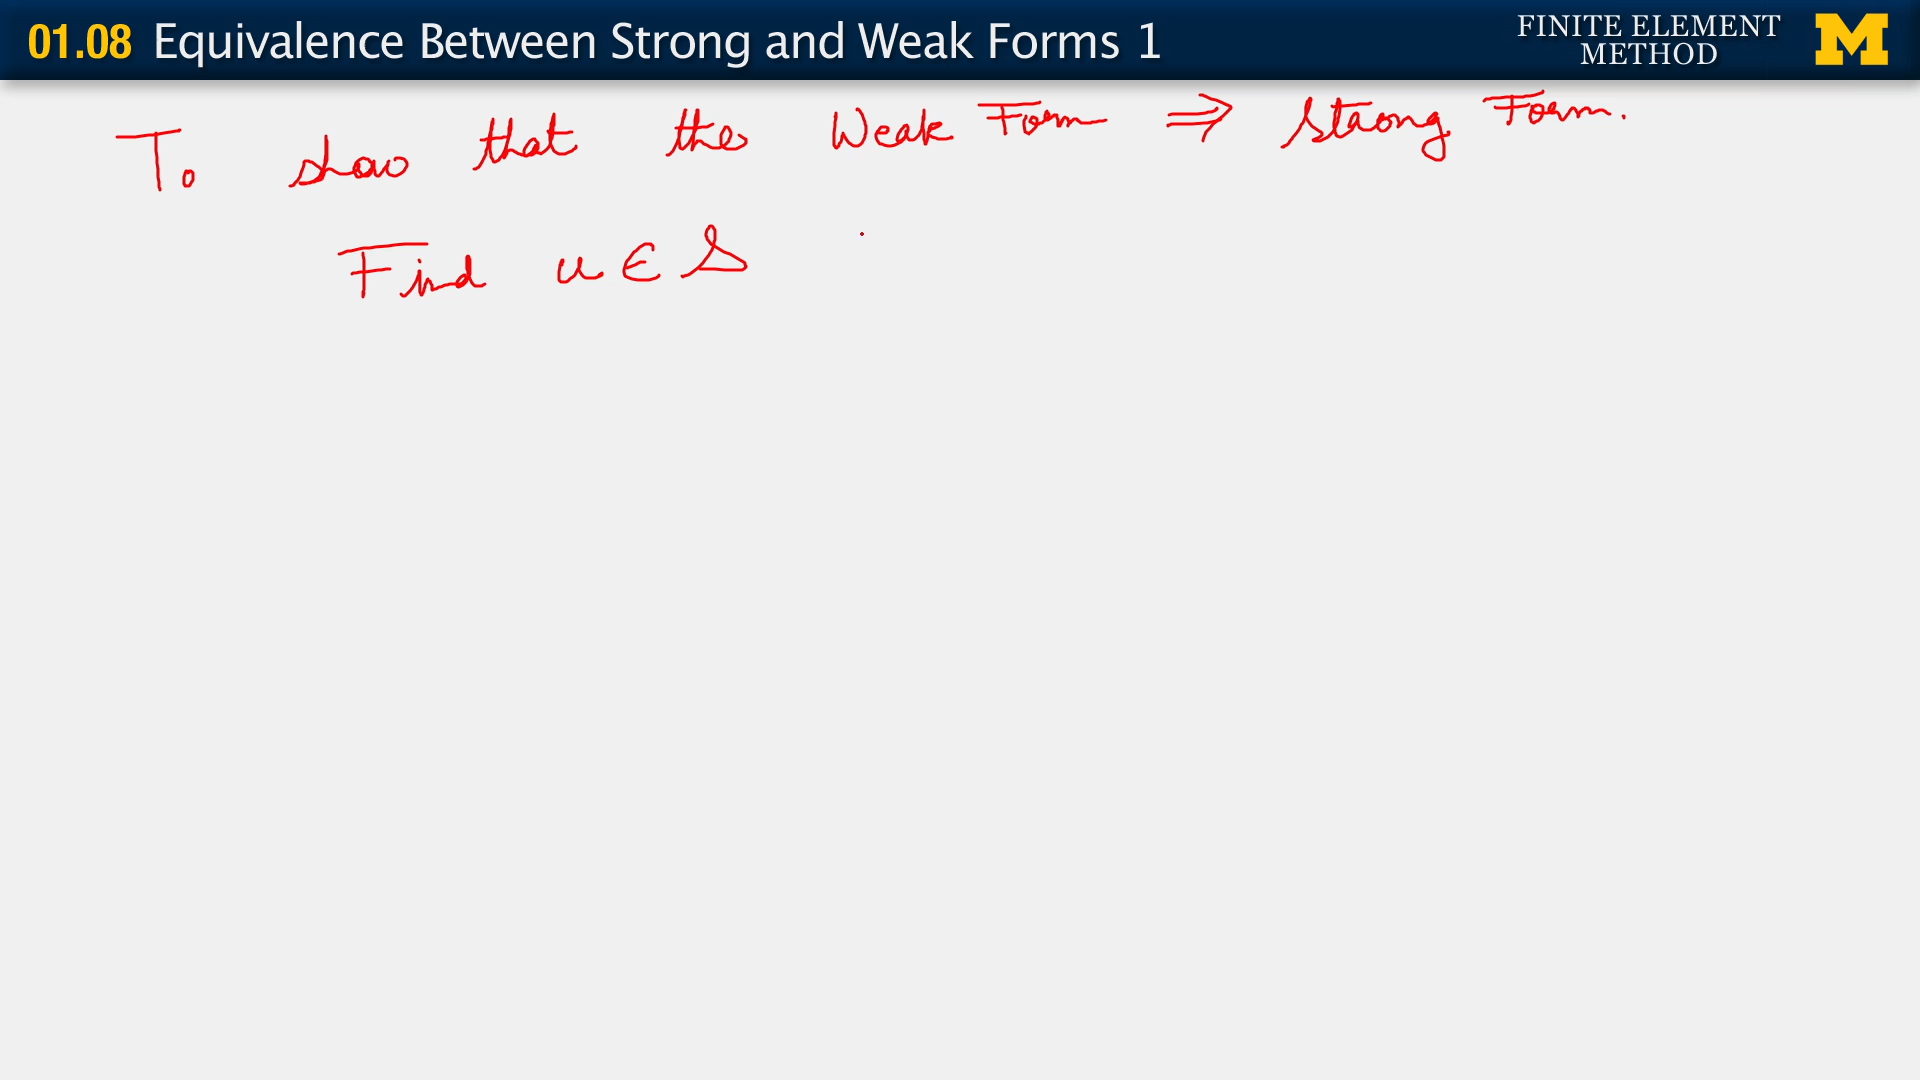 01.08 Equivalence Between Strong and Weak Forms 1
FINITE ELEMENT
METHOD
M
To show that the Weak Form ⇒ Strong Form.
Find u ∈ S